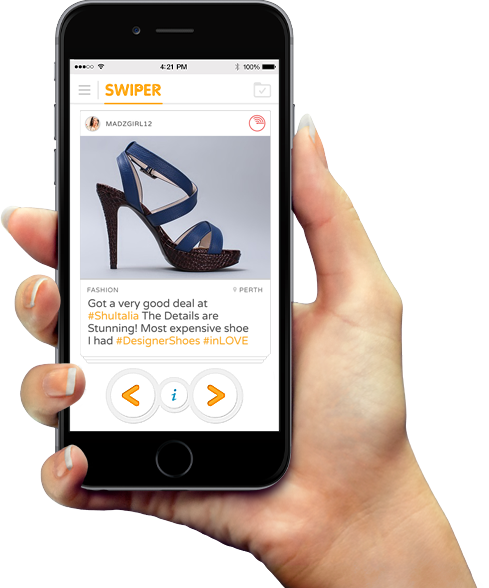 4:21 PM 100%
SWIPER
MADZGIRL12
FASHION PERTH
Got a very good deal at
#ShuItalia The Details are
Stunning! Most expensive shoe
I had #DesignerShoes #inLOVE
i